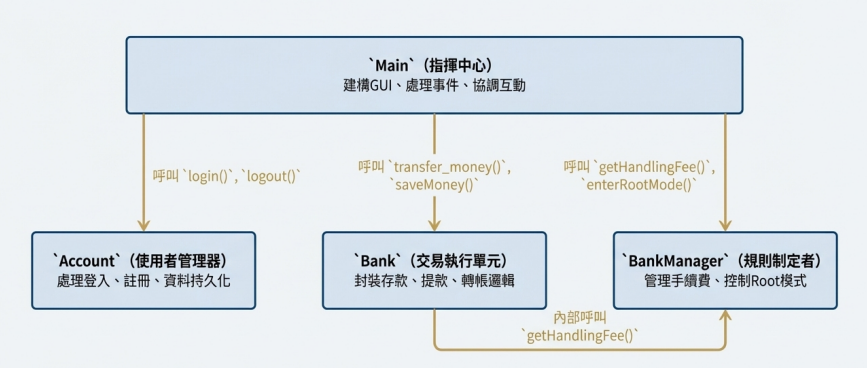 `Main`（指揮中心）
建構GUI、處理事件、協調互動
呼叫 `login()`, `logout()`
呼叫 `transfer_money()`,
`saveMoney()`
呼叫 `getHandlingFee()`,
`enterRootMode()`
`Account`（使用者管理器）
處理登入、註冊、資料持久化
`Bank`（交易執行單元）
封裝存款、提款、轉帳邏輯
`BankManager`（規則制定者）
管理手續費、控制Root模式
內部呼叫
`getHandlingFee()`